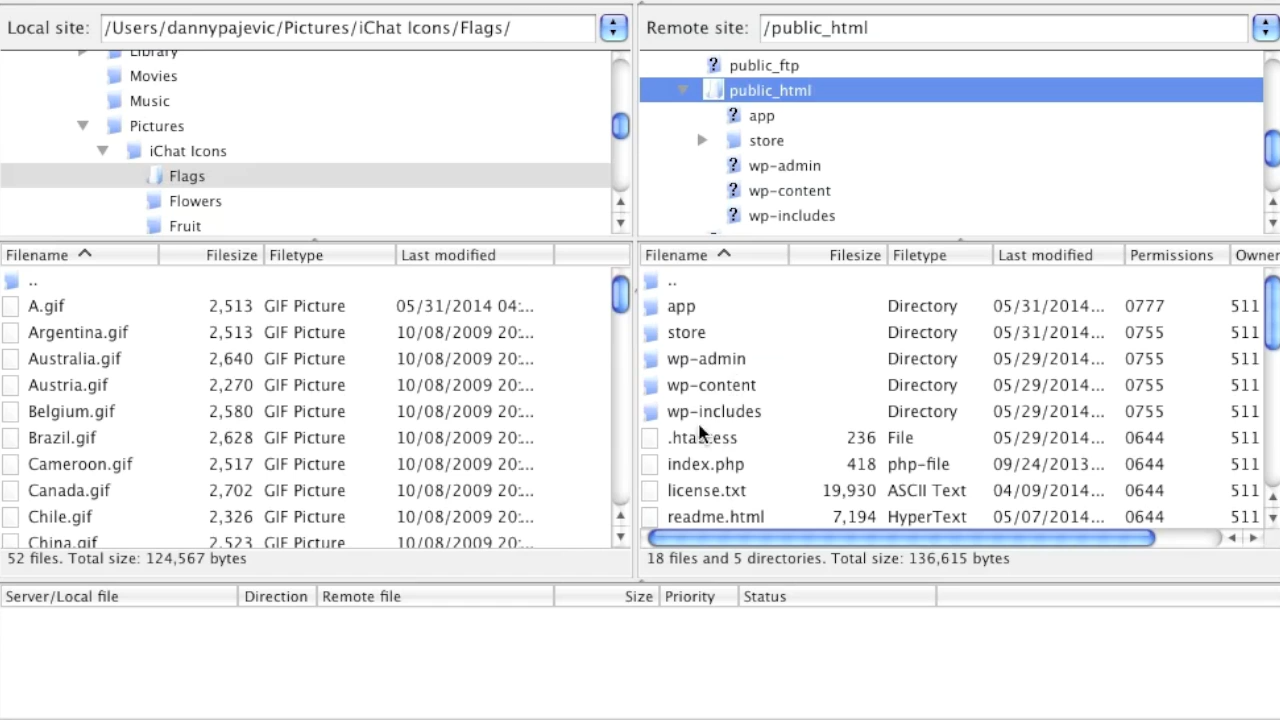 Local site: /Users/dannypajevic/Pictures/iChat Icons/Flags/
Library
Movies
Music
Pictures
iChat Icons
Flags
Flowers
Fruit
Filename Filesize Filetype Last modified
..
A.gif 2,513 GIF Picture 05/31/2014 04:...
Argentina.gif 2,513 GIF Picture 10/08/2009 20:...
Australia.gif 2,640 GIF Picture 10/08/2009 20:...
Austria.gif 2,270 GIF Picture 10/08/2009 20:...
Belgium.gif 2,580 GIF Picture 10/08/2009 20:...
Brazil.gif 2,628 GIF Picture 10/08/2009 20:...
Cameroon.gif 2,517 GIF Picture 10/08/2009 20:...
Canada.gif 2,702 GIF Picture 10/08/2009 20:...
Chile.gif 2,326 GIF Picture 10/08/2009 20:...
China.gif 2,523 GIF Picture 10/08/2009 20:...
52 files. Total size: 124,567 bytes
Remote site: /public_html
public_ftp
public_html
app
store
wp-admin
wp-content
wp-includes
Filename Filesize Filetype Last modified Permissions Owner
..
app Directory 05/31/2014... 0777 511
store Directory 05/31/2014... 0755 511
wp-admin Directory 05/29/2014... 0755 511
wp-content Directory 05/29/2014... 0755 511
wp-includes Directory 05/29/2014... 0755 511
.htaccess 236 File 05/29/2014... 0644 511
index.php 418 php-file 09/24/2013... 0644 511
license.txt 19,930 ASCII Text 04/09/2014... 0644 511
readme.html 7,194 HyperText 05/07/2014... 0644 511
18 files and 5 directories. Total size: 136,615 bytes
Server/Local file Direction Remote file Size Priority Status